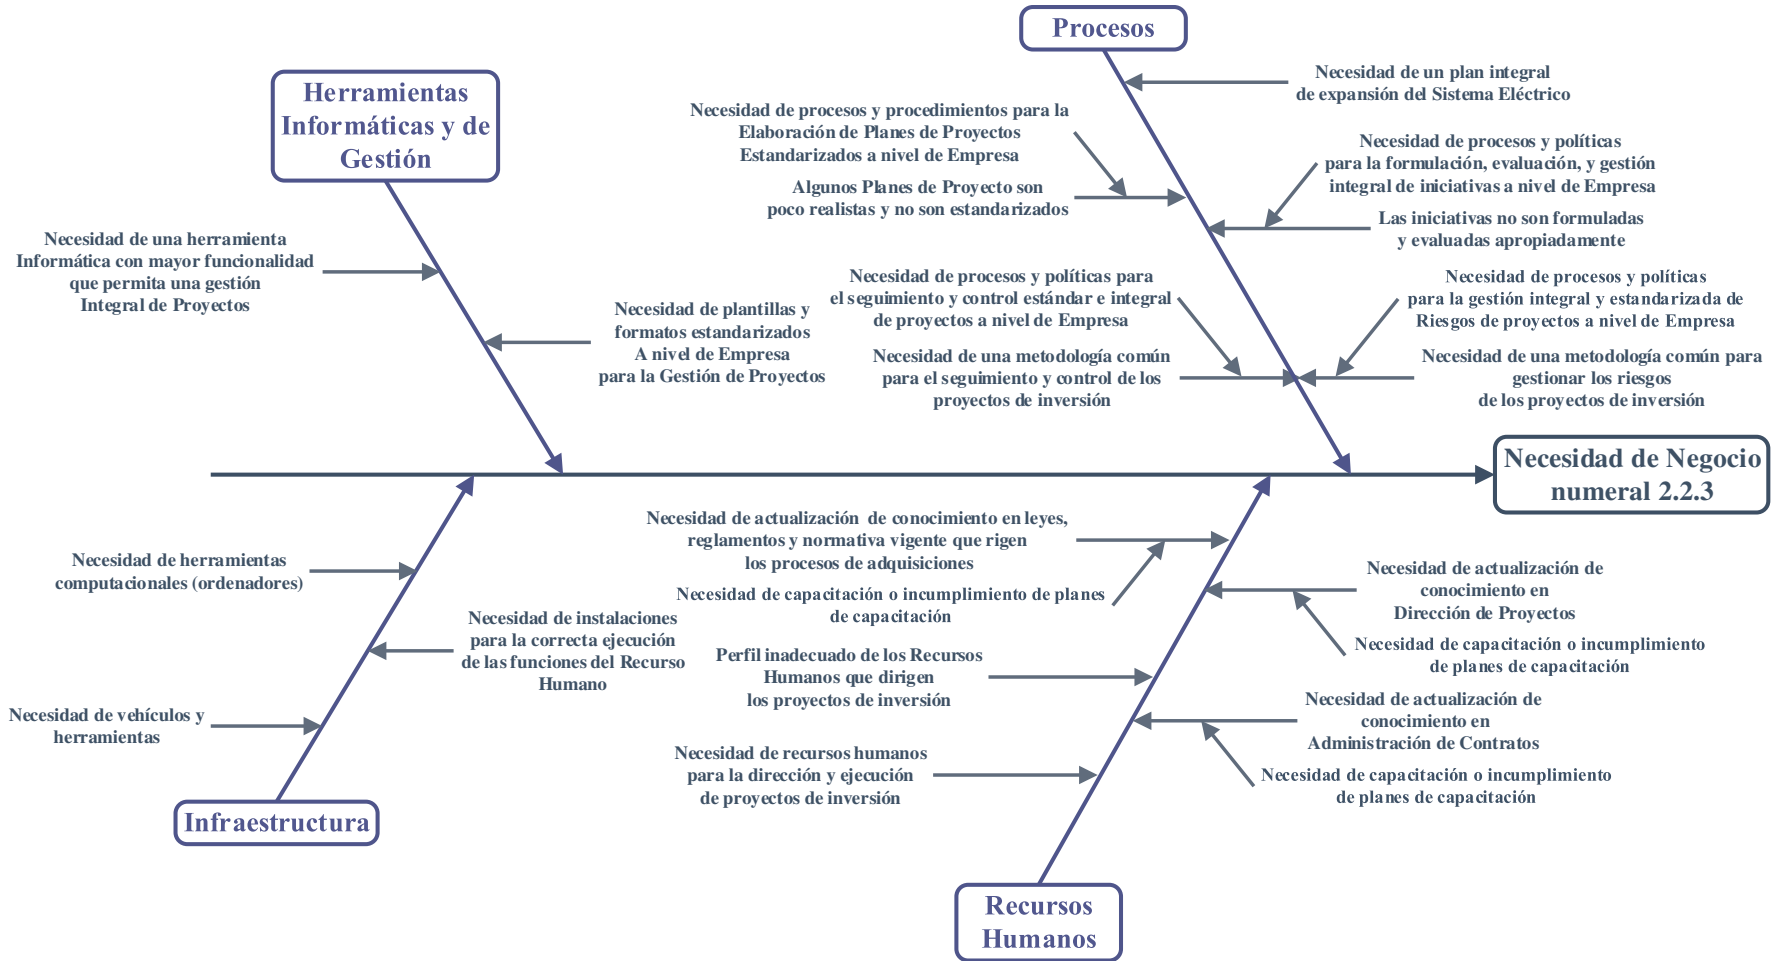 Procesos
Necesidad de un plan integral
de expansión del Sistema Eléctrico
Herramientas
Informáticas y de
Gestión
Necesidad de procesos y procedimientos para la
Elaboración de Planes de Proyectos
Estandarizados a nivel de Empresa
Necesidad de procesos y políticas
para la formulación, evaluación, y gestión
integral de iniciativas a nivel de Empresa
Algunos Planes de Proyecto son
poco realistas y no son estandarizados
Las iniciativas no son formuladas
y evaluadas apropiadamente
Necesidad de una herramienta
Informática con mayor funcionalidad
que permita una gestión
Integral de Proyectos
Necesidad de procesos y políticas para
el seguimiento y control estándar e integral
de proyectos a nivel de Empresa
Necesidad de procesos y políticas
para la gestión integral y estandarizada de
Riesgos de proyectos a nivel de Empresa
Necesidad de plantillas y
formatos estandarizados
A nivel de Empresa
para la Gestión de Proyectos
Necesidad de una metodología común
para el seguimiento y control de los
proyectos de inversión
Necesidad de una metodología común para
gestionar los riesgos
de los proyectos de inversión
Necesidad de Negocio
numeral 2.2.3
Necesidad de actualización de conocimiento en leyes,
reglamentos y normativa vigente que rigen
los procesos de adquisiciones
Necesidad de herramientas
computacionales (ordenadores)
Necesidad de actualización de
conocimiento en
Dirección de Proyectos
Necesidad de capacitación o incumplimiento de planes
de capacitación
Necesidad de instalaciones
para la correcta ejecución
de las funciones del Recurso
Humano
Necesidad de capacitación o incumplimiento
de planes de capacitación
Perfil inadecuado de los Recursos
Humanos que dirigen
los proyectos de inversión
Necesidad de actualización de
conocimiento en
Administración de Contratos
Necesidad de vehículos y
herramientas
Necesidad de recursos humanos
para la dirección y ejecución
de proyectos de inversión
Necesidad de capacitación o incumplimiento
de planes de capacitación
Infraestructura
Recursos
Humanos